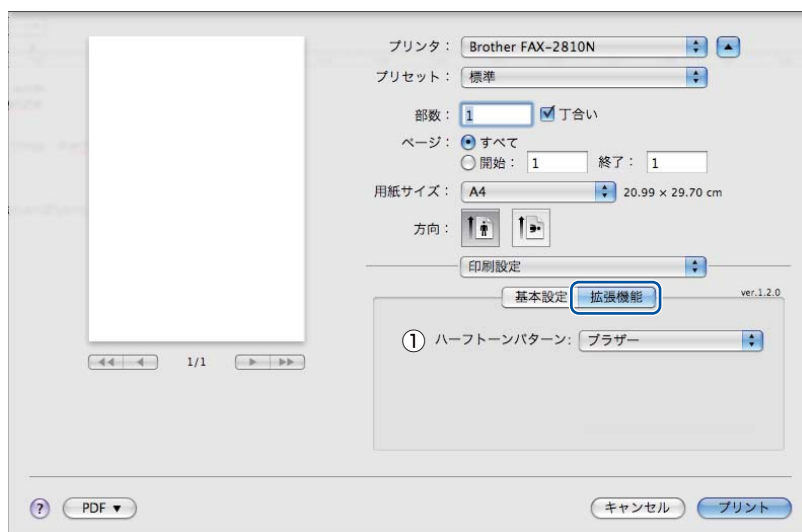 プリンタ： Brother FAX-2810N
プリセット： 標準
部数： 1 丁合い
ページ： すべて
開始： 1 終了： 1
用紙サイズ： A4 20.99 × 29.70 cm
方向：
印刷設定
基本設定 拡張機能 ver.1.2.0
① ハーフトーンパターン: ブラザー
1/1
? PDF ▼ キャンセル プリント